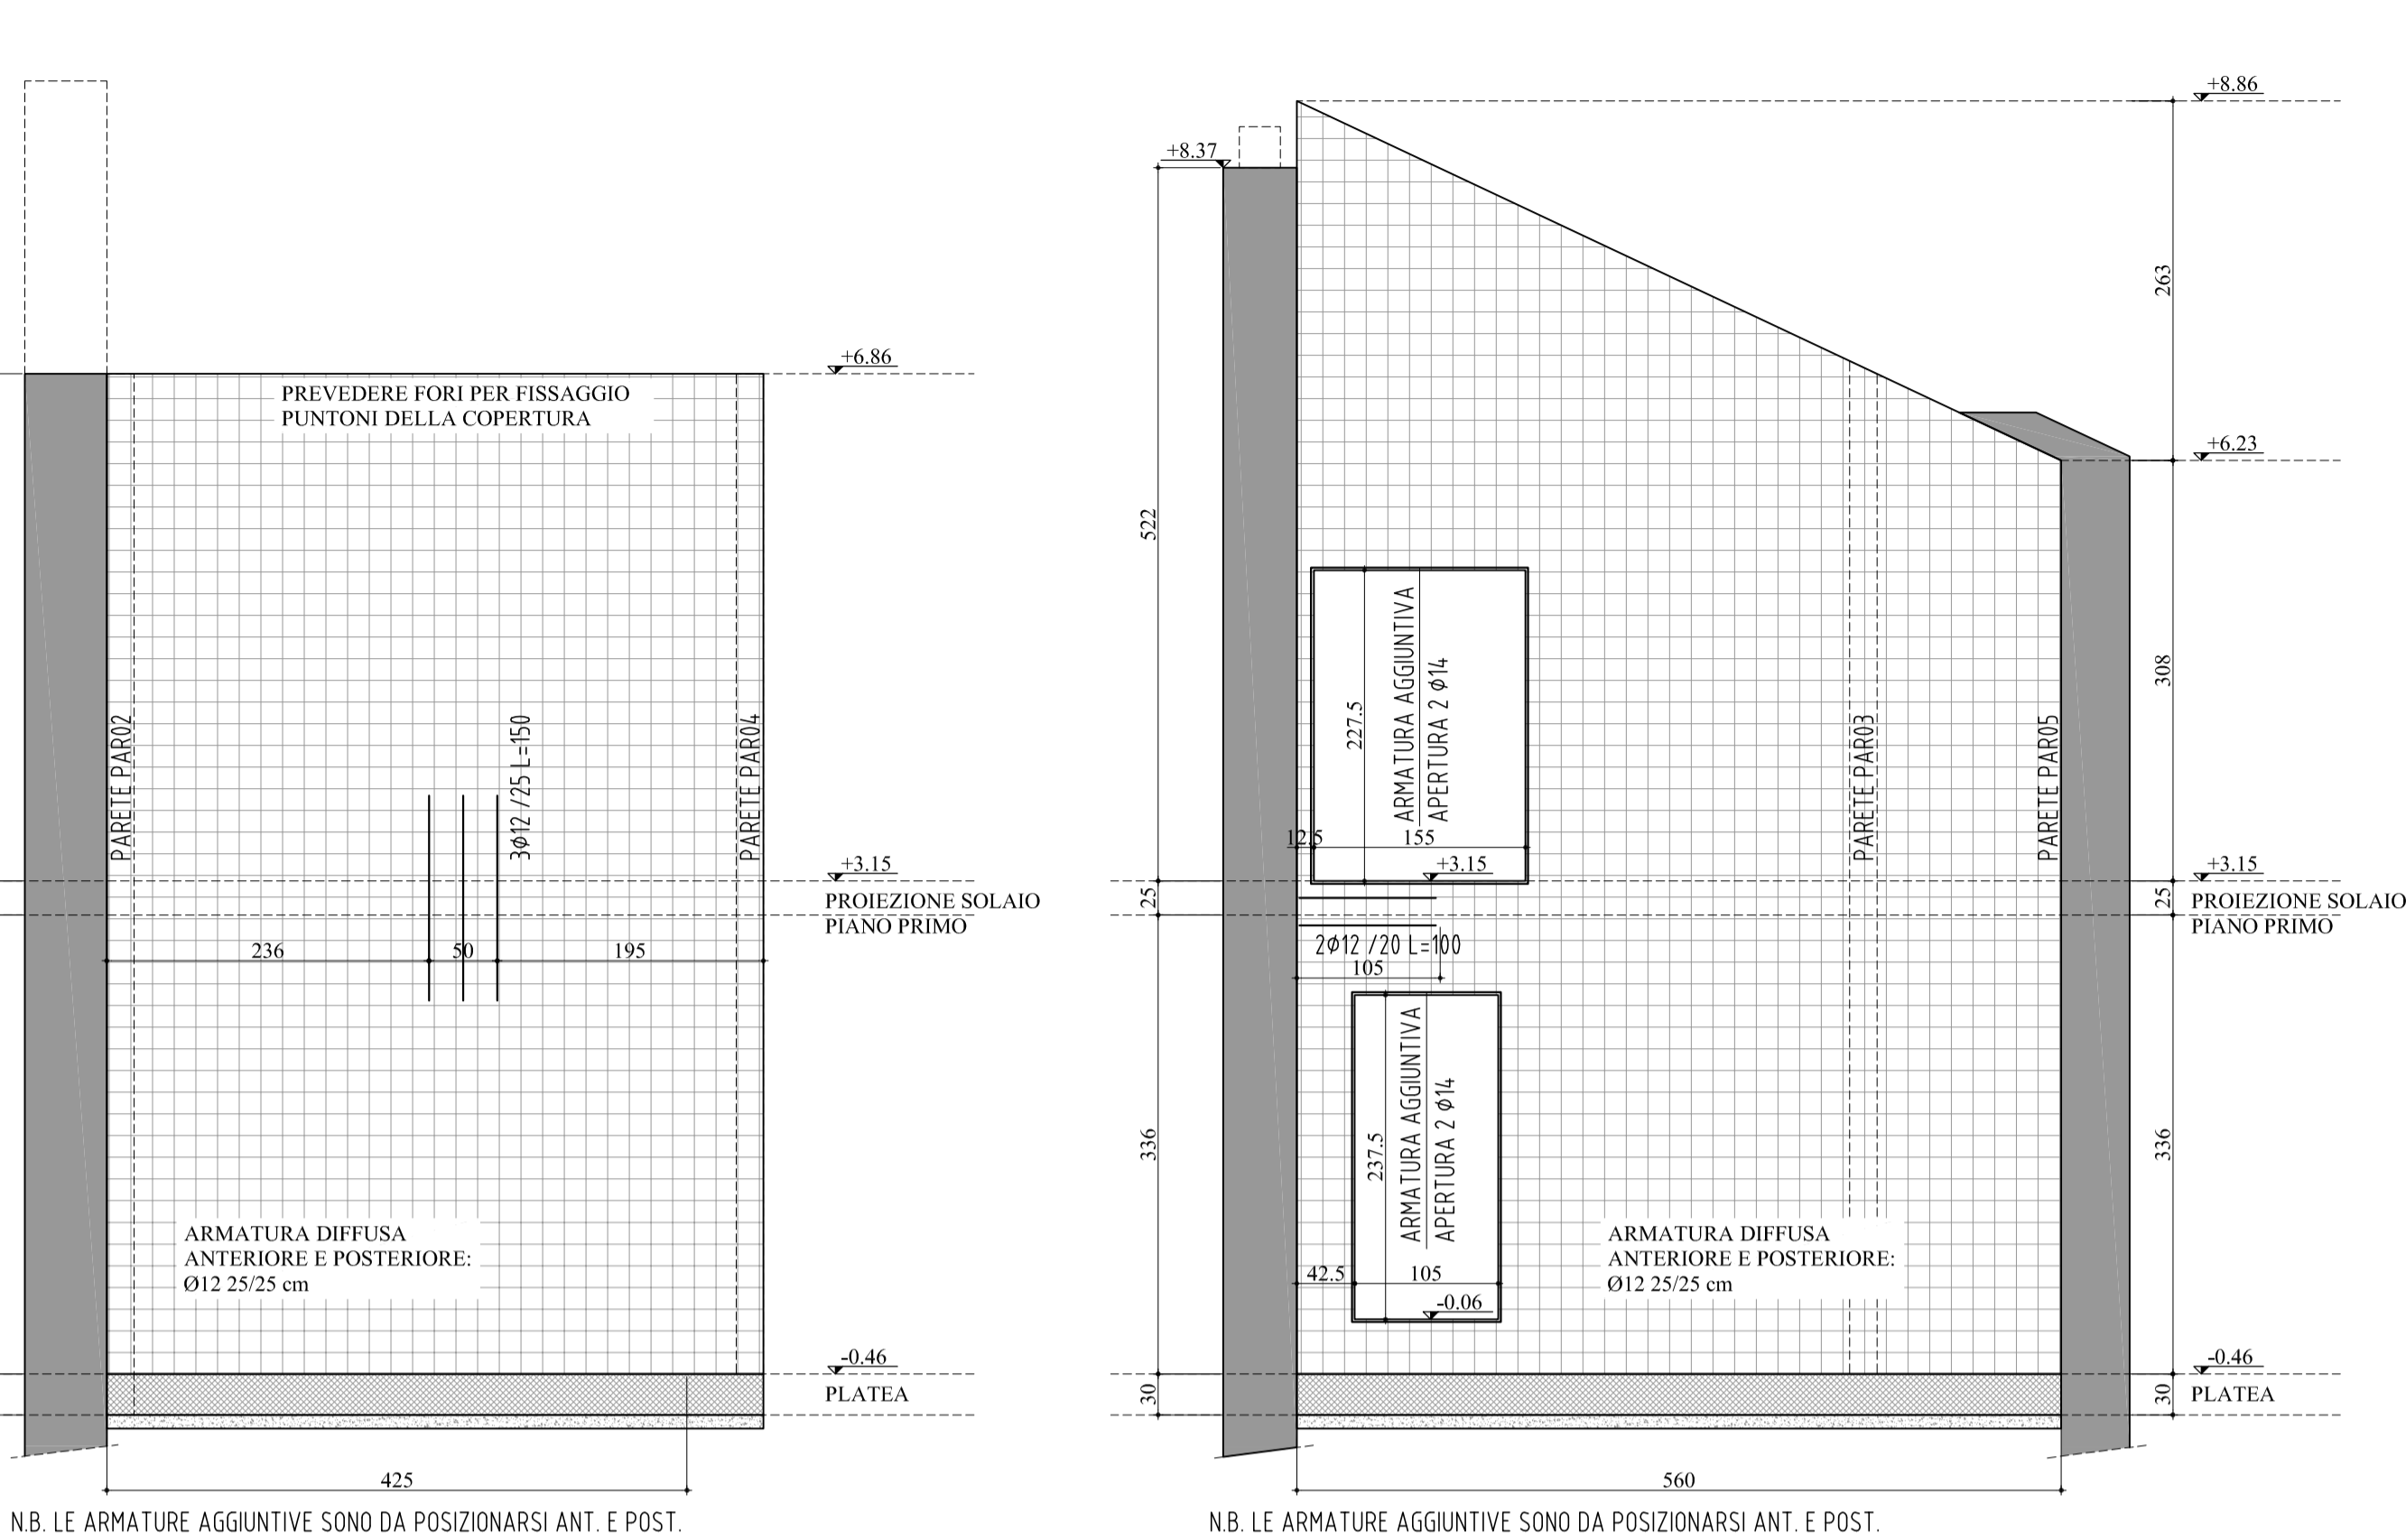 +6.86
PREVEDERE FORI PER FISSAGGIO
PUNTONI DELLA COPERTURA
PARETE PAR02
3Ø12 /25 L=150
PARETE PAR04
+3.15
PROIEZIONE SOLAIO
PIANO PRIMO
236
50
195
ARMATURA DIFFUSA
ANTERIORE E POSTERIORE:
Ø12 25/25 cm
-0.46
PLATEA
425
N.B. LE ARMATURE AGGIUNTIVE SONO DA POSIZIONARSI ANT. E POST.
+8.86
+8.37
263
+6.23
522
308
227.5
ARMATURA AGGIUNTIVA
APERTURA 2 Ø14
12.5
155
+3.15
PARETE PAR03
PARETE PAR05
+3.15
25
25
PROIEZIONE SOLAIO
PIANO PRIMO
2Ø12 /20 L=100
105
336
336
237.5
ARMATURA AGGIUNTIVA
APERTURA 2 Ø14
42.5
105
-0.06
ARMATURA DIFFUSA
ANTERIORE E POSTERIORE:
Ø12 25/25 cm
-0.46
30
30
PLATEA
560
N.B. LE ARMATURE AGGIUNTIVE SONO DA POSIZIONARSI ANT. E POST.